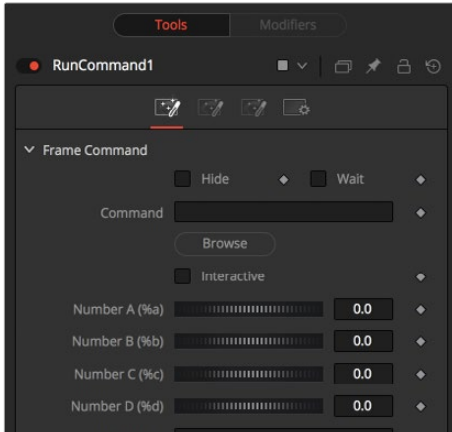 Tools Modifiers
RunCommand1
Frame Command
Hide Wait
Command
Browse
Interactive
Number A (%a) 0.0
Number B (%b) 0.0
Number C (%c) 0.0
Number D (%d) 0.0